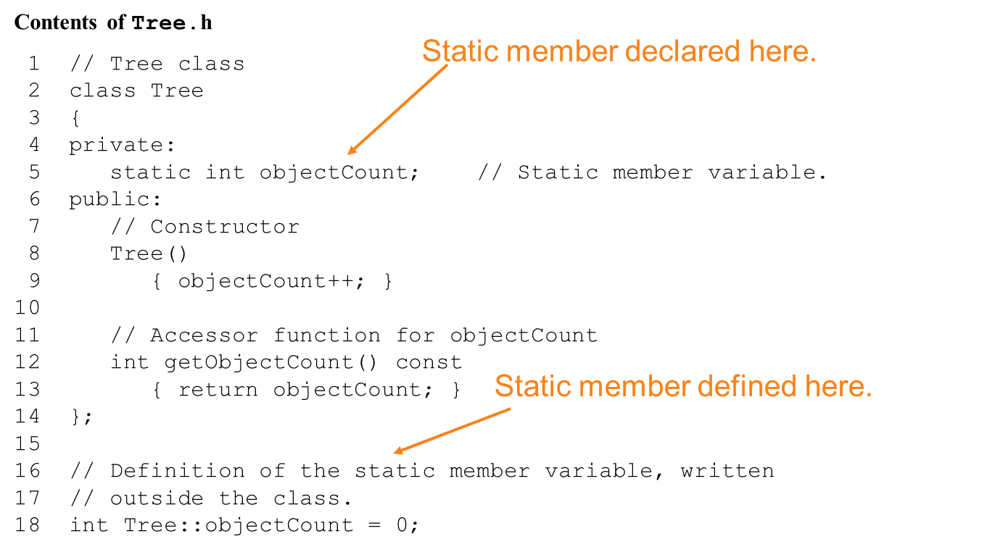 Contents of Tree.h
Static member declared here.
1 // Tree class
2 class Tree
3 {
4 private:
5 static int objectCount; // Static member variable.
6 public:
7 // Constructor
8 Tree()
9 { objectCount++; }
10
11 // Accessor function for objectCount
12 int getObjectCount() const
13 { return objectCount; } Static member defined here.
14 };
15
16 // Definition of the static member variable, written
17 // outside the class.
18 int Tree::objectCount = 0;